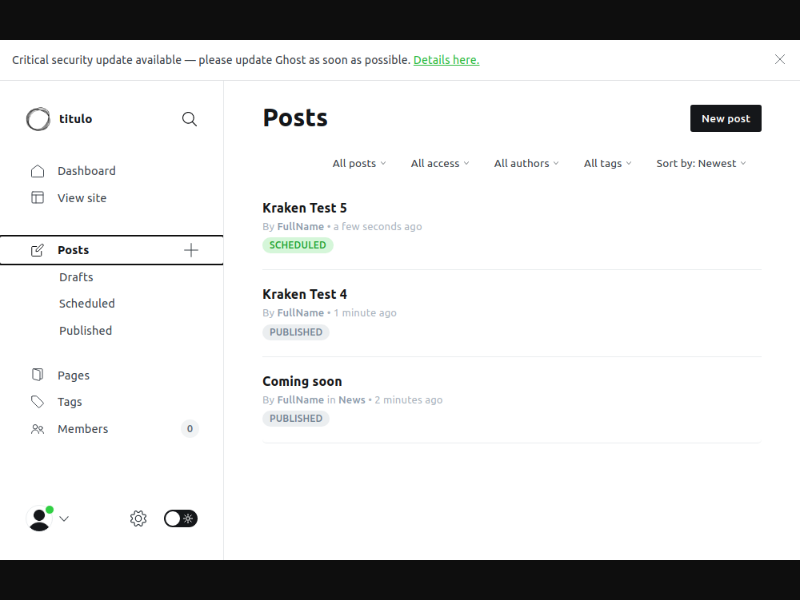 Critical security update available — please update Ghost as soon as possible. Details here.
titulo
Dashboard
View site
Posts
Drafts
Scheduled
Published
Pages
Tags
Members 0
Posts
New post
All posts All access All authors All tags Sort by: Newest
Kraken Test 5
By FullName • a few seconds ago
SCHEDULED
Kraken Test 4
By FullName • 1 minute ago
PUBLISHED
Coming soon
By FullName in News • 2 minutes ago
PUBLISHED